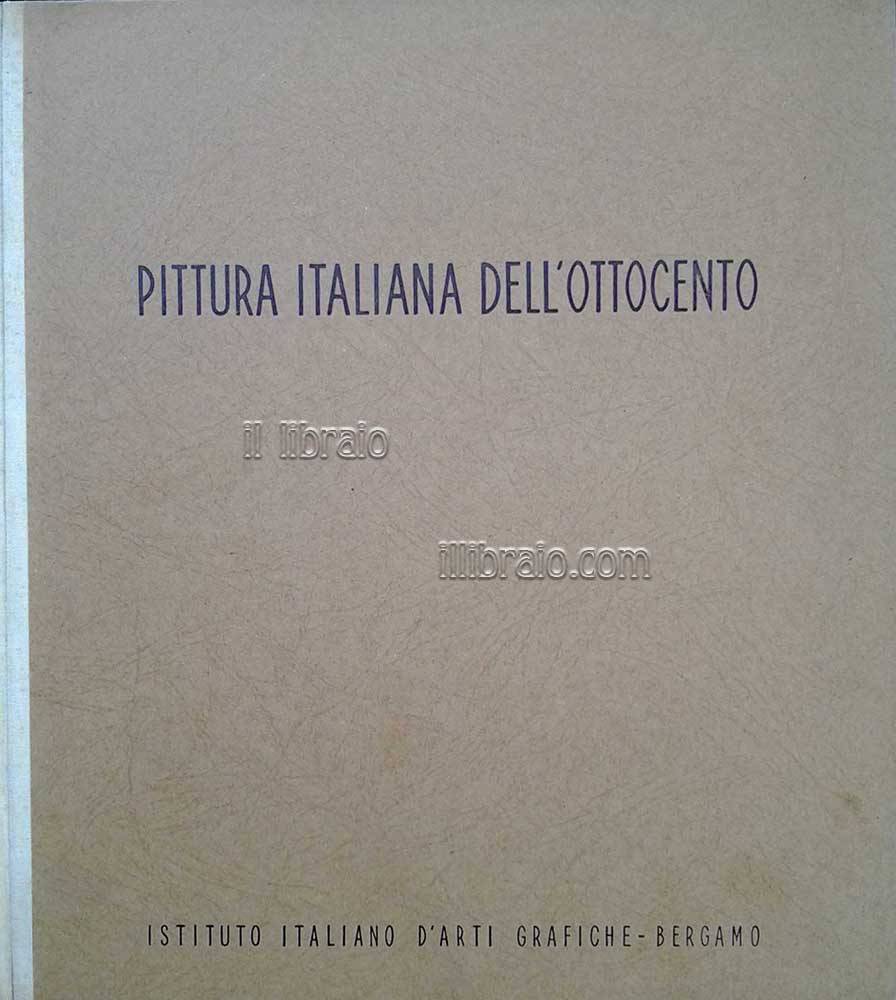 PITTURA ITALIANA DELL'OTTOCENTO
il libraio
illibraio.com
ISTITUTO ITALIANO D'ARTI GRAFICHE - BERGAMO